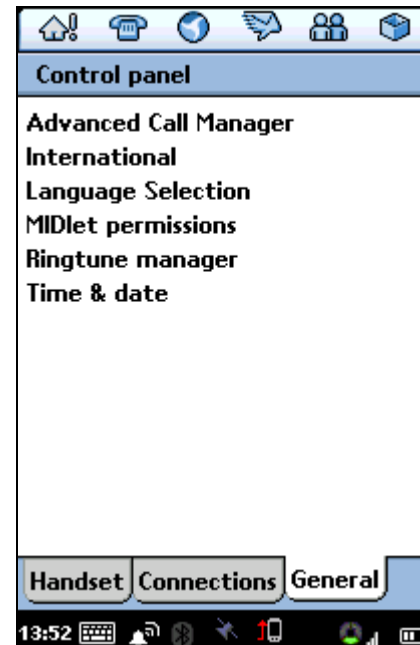 Control panel
Advanced Call Manager
International
Language Selection
MIDlet permissions
Ringtune manager
Time & date
Handset Connections General
13:52